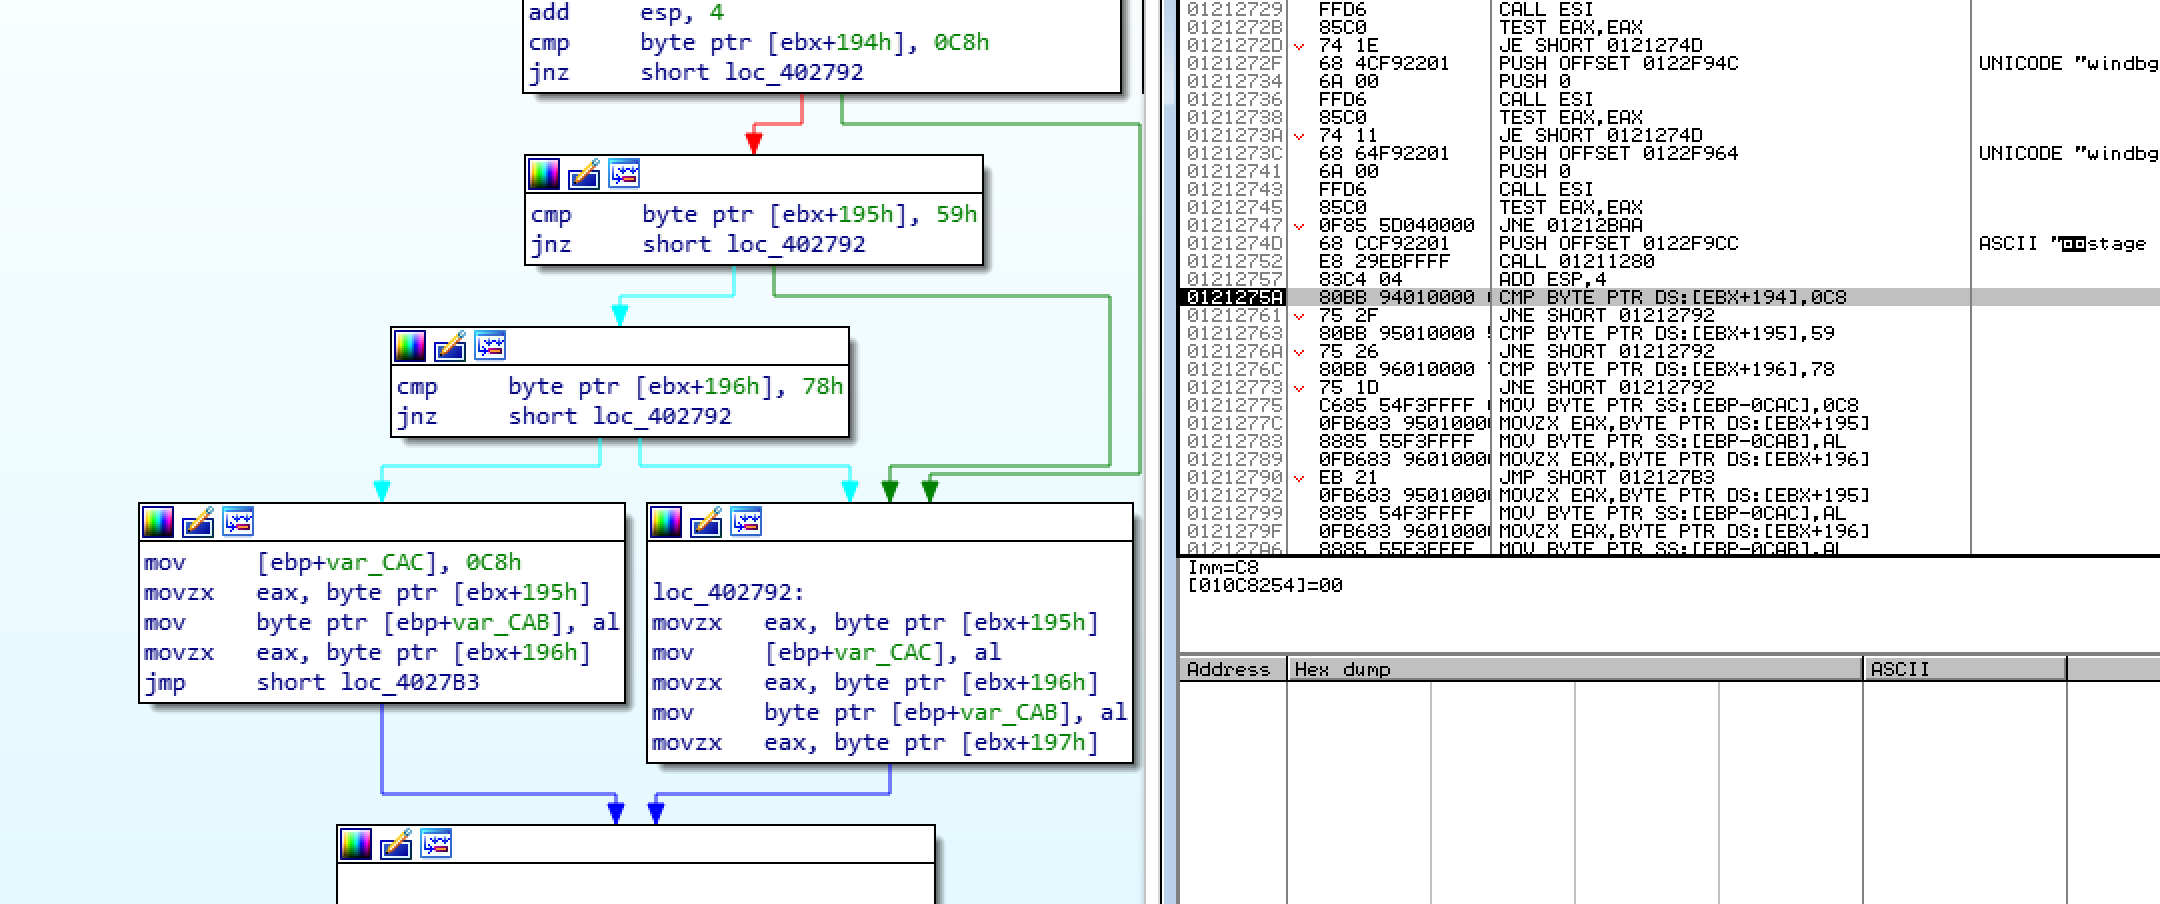 add esp, 4
cmp byte ptr [ebx+194h], 0C8h
jnz short loc_402792
cmp byte ptr [ebx+195h], 59h
jnz short loc_402792
cmp byte ptr [ebx+196h], 78h
jnz short loc_402792
mov [ebp+var_CAC], 0C8h
movzx eax, byte ptr [ebx+195h]
mov byte ptr [ebp+var_CAB], al
movzx eax, byte ptr [ebx+196h]
jmp short loc_4027B3
loc_402792:
movzx eax, byte ptr [ebx+195h]
mov [ebp+var_CAC], al
movzx eax, byte ptr [ebx+196h]
mov byte ptr [ebp+var_CAB], al
movzx eax, byte ptr [ebx+197h]
01212729 FFD6 CALL ESI
0121272B 85C0 TEST EAX,EAX
0121272D 74 1E JE SHORT 0121274D
0121272F 68 4CF92201 PUSH OFFSET 0122F94C UNICODE "windbg
01212734 6A 00 PUSH 0
01212736 FFD6 CALL ESI
01212738 85C0 TEST EAX,EAX
0121273A 74 11 JE SHORT 0121274D
0121273C 68 64F92201 PUSH OFFSET 0122F964 UNICODE "windbg
01212741 6A 00 PUSH 0
01212743 FFD6 CALL ESI
01212745 85C0 TEST EAX,EAX
01212747 0F85 5D040000 JNE 01212BAA
0121274D 68 CCF92201 PUSH OFFSET 0122F9CC ASCII "stage
01212752 E8 29EBFFFF CALL 01211280
01212757 83C4 04 ADD ESP,4
0121275A 80BB 94010000 CMP BYTE PTR DS:[EBX+194],0C8
01212761 75 2F JNE SHORT 01212792
01212763 80BB 95010000 CMP BYTE PTR DS:[EBX+195],59
0121276A 75 26 JNE SHORT 01212792
0121276C 80BB 96010000 CMP BYTE PTR DS:[EBX+196],78
01212773 75 1D JNE SHORT 01212792
01212775 C685 54F3FFFF MOV BYTE PTR SS:[EBP-0CAC],0C8
0121277C 0FB683 95010000 MOVZX EAX,BYTE PTR DS:[EBX+195]
01212783 8885 55F3FFFF MOV BYTE PTR SS:[EBP-0CAB],AL
01212789 0FB683 96010000 MOVZX EAX,BYTE PTR DS:[EBX+196]
01212790 EB 21 JMP SHORT 012127B3
01212792 0FB683 95010000 MOVZX EAX,BYTE PTR DS:[EBX+195]
01212799 8885 54F3FFFF MOV BYTE PTR SS:[EBP-0CAC],AL
0121279F 0FB683 96010000 MOVZX EAX,BYTE PTR DS:[EBX+196]
012127A6 8885 55F3FFFF MOV BYTE PTR SS:[EBP-0CAB],AL
Imm=C8
[010C8254]=00
Address Hex dump ASCII